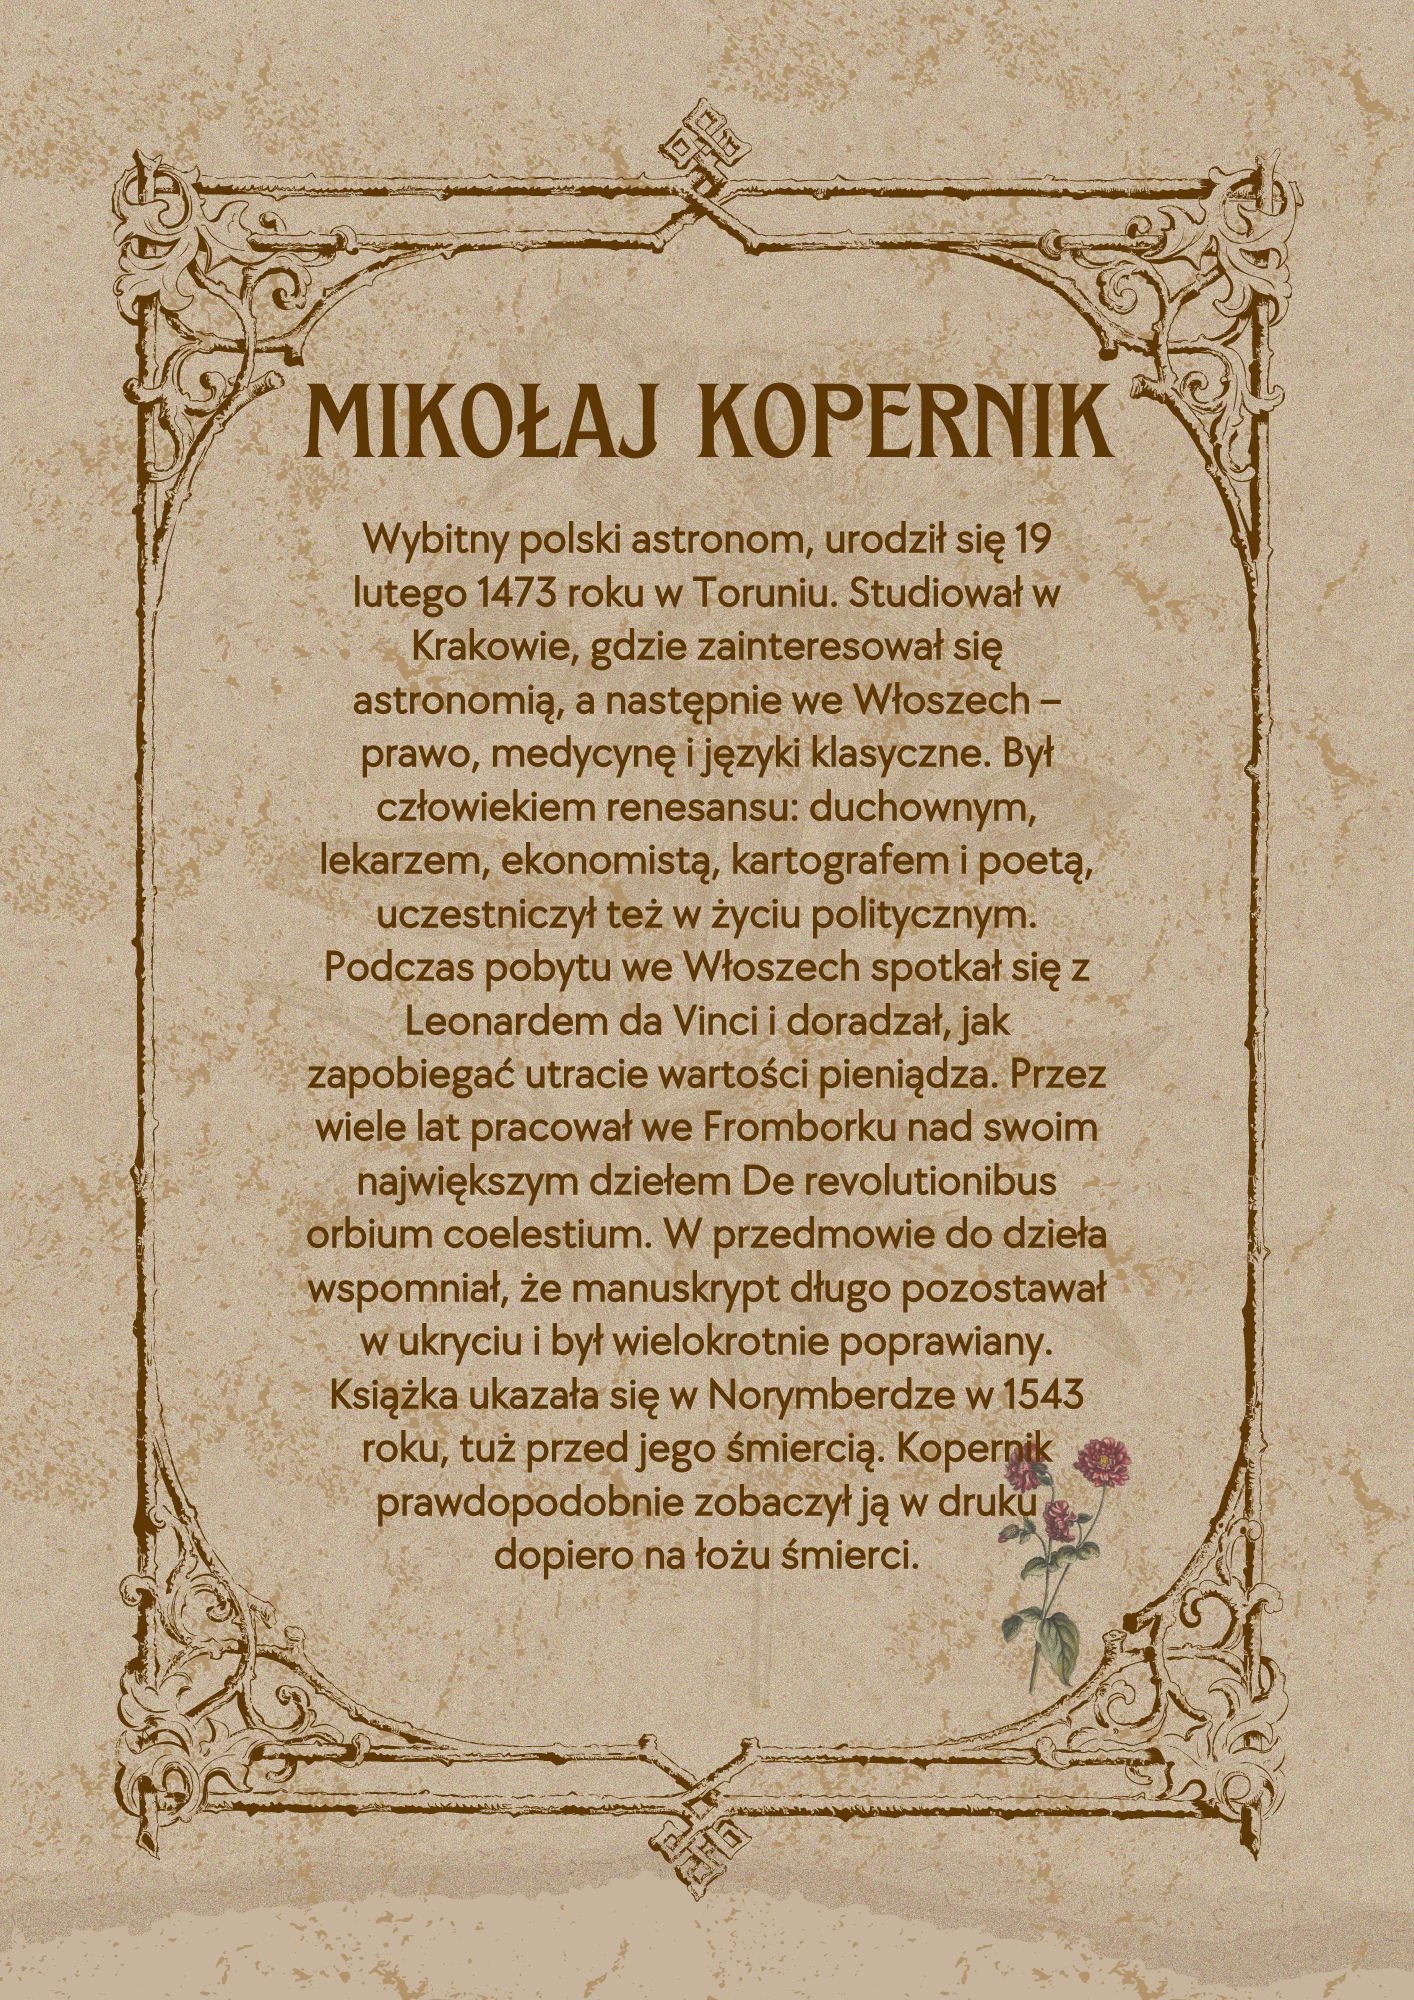 MIKOŁAJ KOPERNIK
Wybitny polski astronom, urodził się 19
lutego 1473 roku w Toruniu. Studiował w
Krakowie, gdzie zainteresował się
astronomią, a następnie we Włoszech –
prawo, medycynę i języki klasyczne. Był
człowiekiem renesansu: duchownym,
lekarzem, ekonomistą, kartografem i poetą,
uczestniczył też w życiu politycznym.
Podczas pobytu we Włoszech spotkał się z
Leonardem da Vinci i doradzał, jak
zapobiegać utracie wartości pieniądza. Przez
wiele lat pracował we Fromborku nad swoim
największym dziełem De revolutionibus
orbium coelestium. W przedmowie do dzieła
wspomniał, że manuskrypt długo pozostawał
w ukryciu i był wielokrotnie poprawiany.
Książka ukazała się w Norymberdze w 1543
roku, tuż przed jego śmiercią. Kopernik
prawdopodobnie zobaczył ją w druku
dopiero na łożu śmierci.